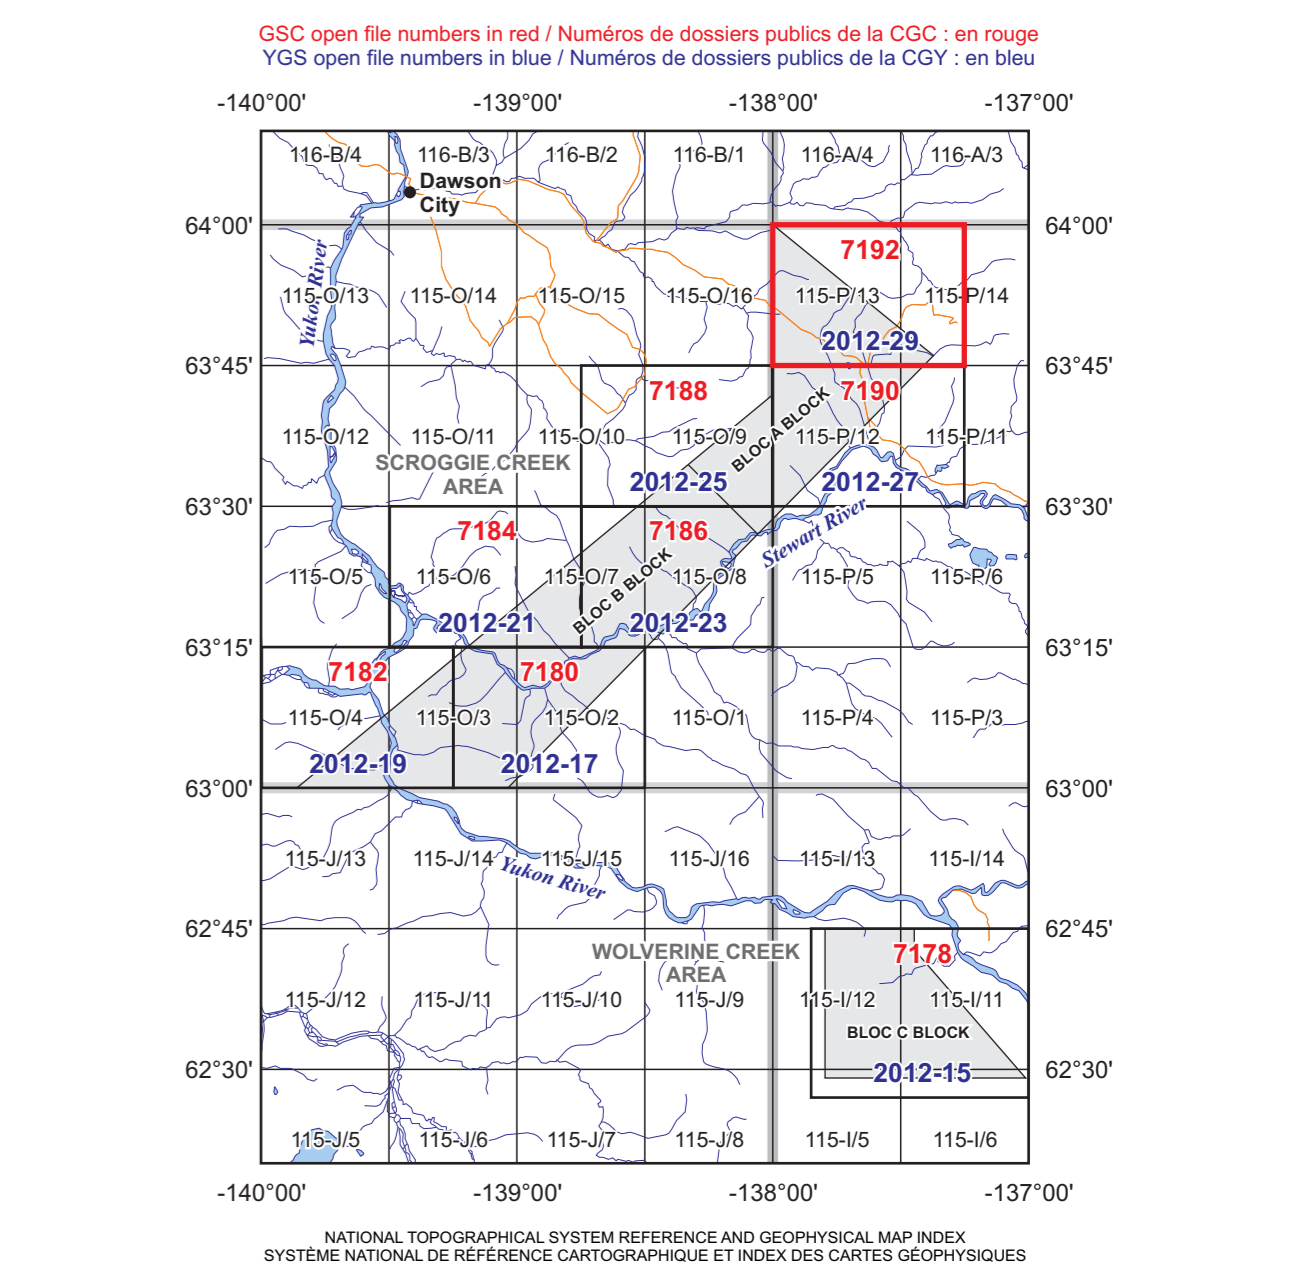 GSC open file numbers in red / Numéros de dossiers publics de la CGC : en rouge
YGS open file numbers in blue / Numéros de dossiers publics de la CGY : en bleu
-140°00' -139°00' -138°00' -137°00'
116-B/4 116-B/3 116-B/2 116-B/1 116-A/4 116-A/3
Dawson
City
64°00' 64°00'
7192
Yukon River
115-O/13 115-O/14 115-O/15 115-O/16 115-P/13 115-P/14
2012-29
63°45' 63°45'
7188 7190
BLOC A BLOCK
115-O/12 115-O/11 115-O/10 115-O/9 115-P/12 115-P/11
SCROGGIE CREEK
AREA
2012-25 2012-27
63°30' 63°30'
7184 7186
Stewart River
115-O/5 115-O/6 115-O/7 115-O/8 115-P/5 115-P/6
BLOC B BLOCK
2012-21 2012-23
63°15' 63°15'
7182 7180
115-O/4 115-O/3 115-O/2 115-O/1 115-P/4 115-P/3
2012-19 2012-17
63°00' 63°00'
115-J/13 115-J/14 115-J/15 115-J/16 115-I/13 115-I/14
Yukon River
62°45' 62°45'
WOLVERINE CREEK
AREA
7178
115-J/12 115-J/11 115-J/10 115-J/9 115-I/12 115-I/11
BLOC C BLOCK
62°30' 62°30'
2012-15
115-J/5 115-J/6 115-J/7 115-J/8 115-I/5 115-I/6
-140°00' -139°00' -138°00' -137°00'
NATIONAL TOPOGRAPHICAL SYSTEM REFERENCE AND GEOPHYSICAL MAP INDEX
SYSTÈME NATIONAL DE RÉFÉRENCE CARTOGRAPHIQUE ET INDEX DES CARTES GÉOPHYSIQUES